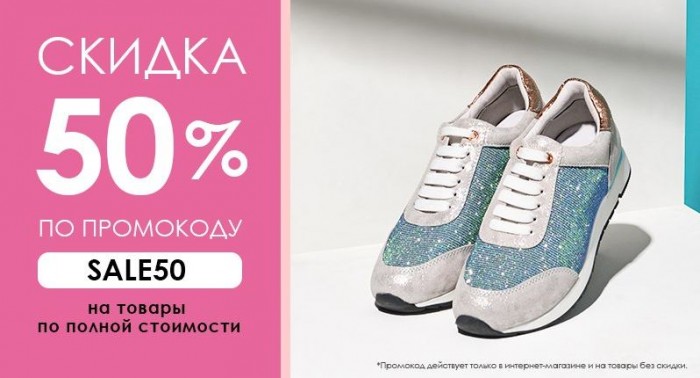 СКИДКА
50%
ПО ПРОМОКОДУ
SALE50
на товары
по полной стоимости
*Промокод действует только в интернет-магазине и на товары без скидки.